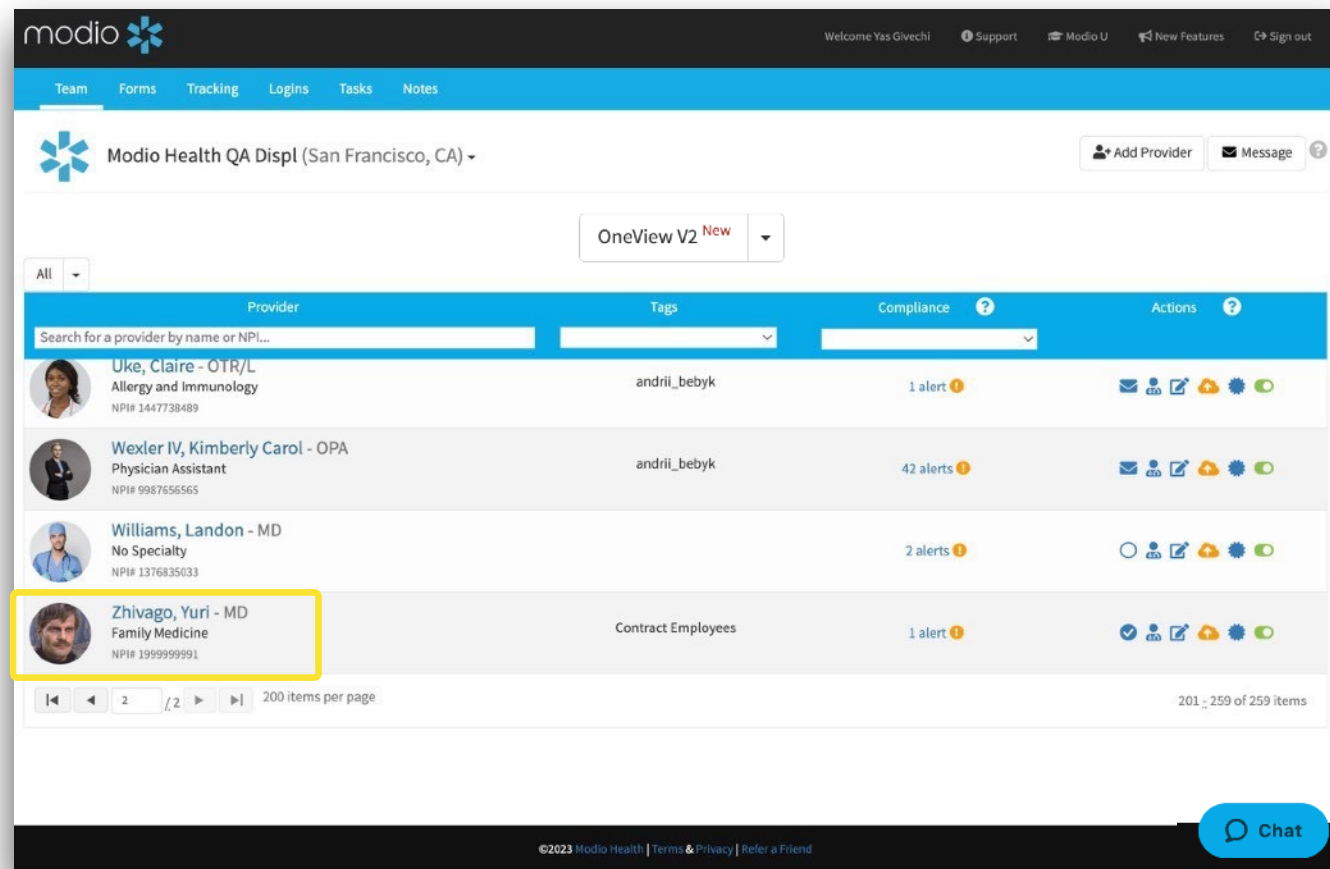 modio
Welcome Yas Givechi Support Modio U New Features Sign out
Team Forms Tracking Logins Tasks Notes
Modio Health QA Displ (San Francisco, CA)
Add Provider Message ?
OneView V2 New
All
Provider Tags Compliance ? Actions ?
Search for a provider by name or NPI...
Uke, Claire - OTR/L
Allergy and Immunology
NPI# 1447738489
andrii_bebyk
1 alert
Wexler IV, Kimberly Carol - OPA
Physician Assistant
NPI# 9987656565
andrii_bebyk
42 alerts
Williams, Landon - MD
No Specialty
NPI# 1376835033
2 alerts
Zhivago, Yuri - MD
Family Medicine
NPI# 1999999991
Contract Employees
1 alert
2 / 2 200 items per page 201 - 259 of 259 items
Chat
©2023 Modio Health | Terms & Privacy | Refer a Friend